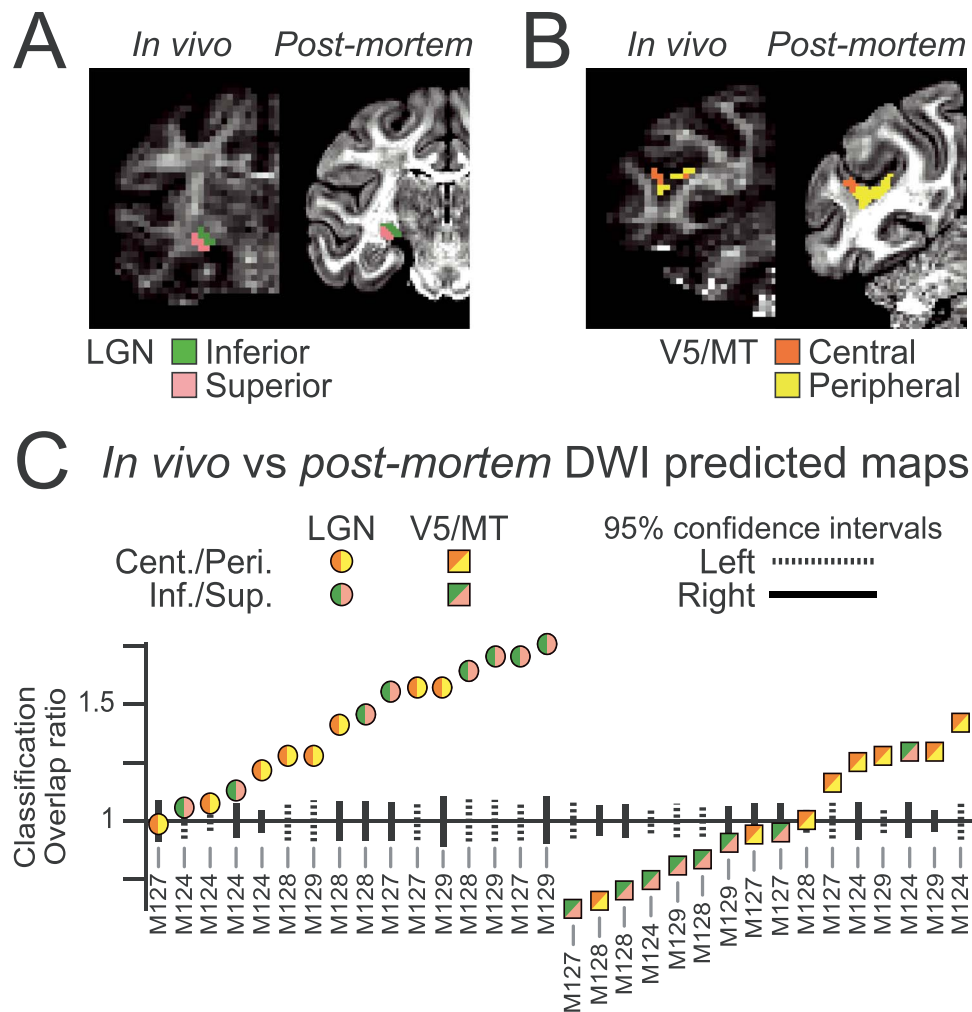 A
In vivo
Post-mortem
LGN
Inferior
Superior
B
In vivo
Post-mortem
V5/MT
Central
Peripheral
C
In vivo vs post-mortem DWI predicted maps
LGN
V5/MT
Cent./Peri.
Inf./Sup.
95% confidence intervals
Left
Right
Classification
Overlap ratio
1.5
1
M127
M124
M124
M124
M124
M128
M129
M128
M128
M127
M127
M129
M128
M129
M127
M129
M127
M128
M128
M124
M129
M128
M129
M127
M127
M128
M127
M124
M129
M124
M129
M124